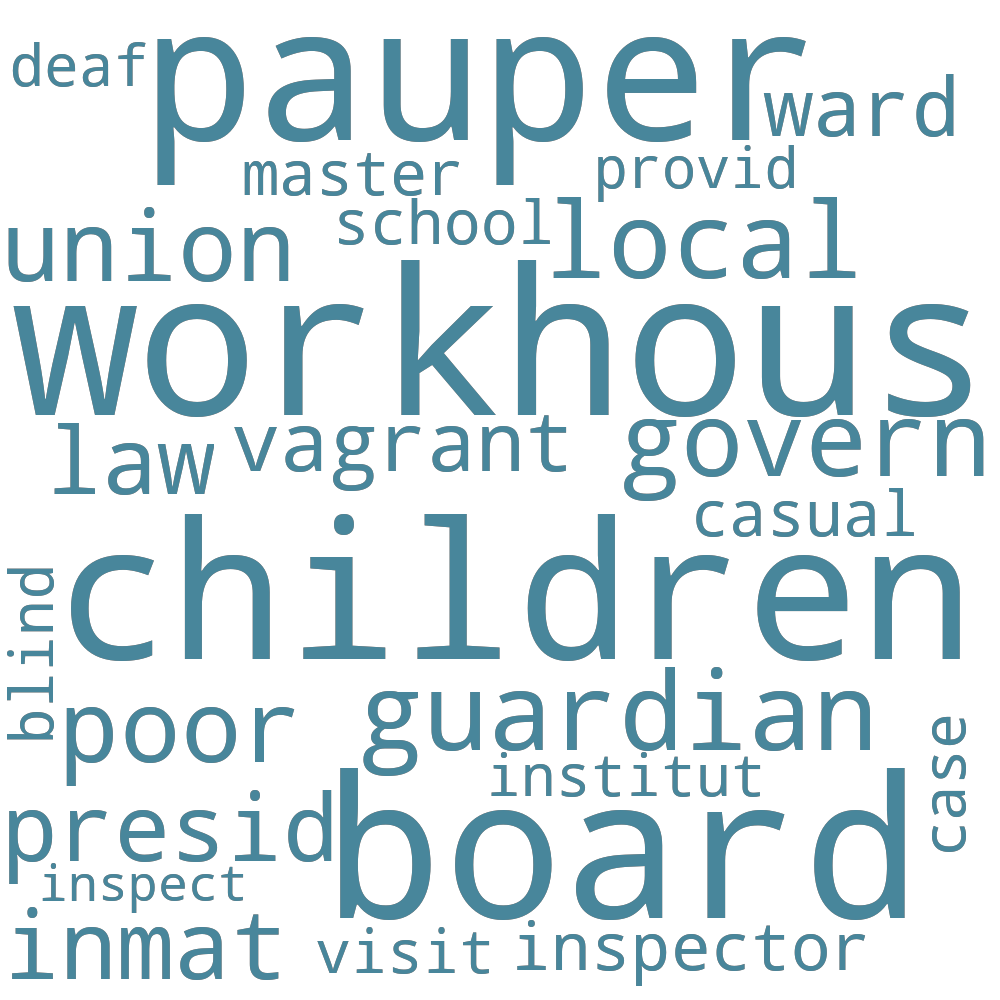 deaf
pauper
ward
master
provid
school
union
local
workhous
law
vagrant
govern
casual
children
blind
poor
guardian
case
institut
presid
board
inspect
inmat
visit
inspector